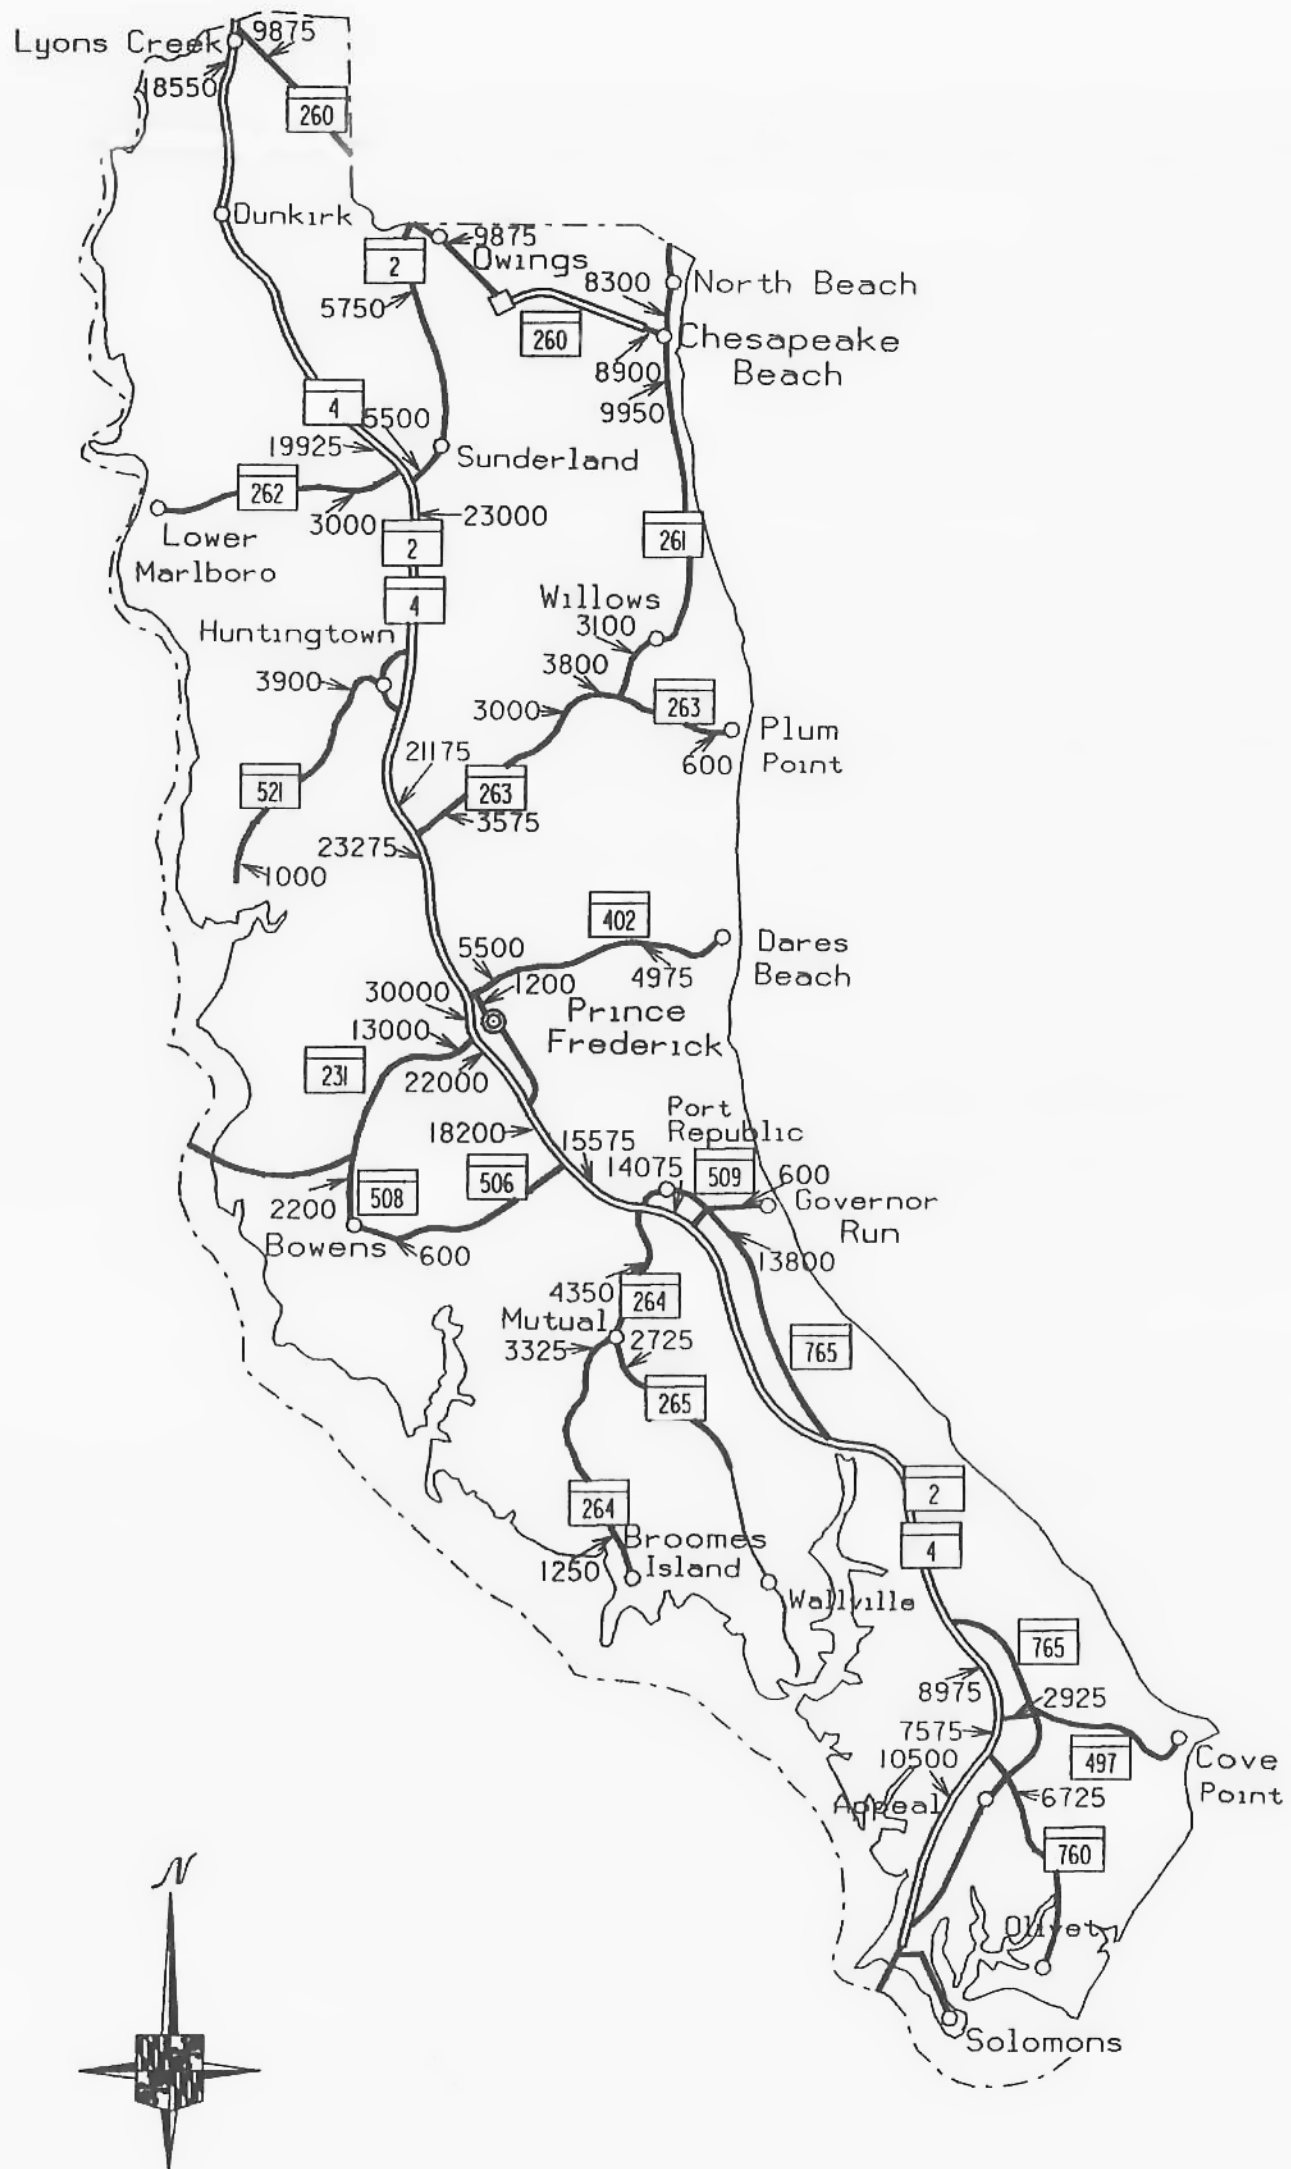 9875
Lyons Creek
18550
260
Dunkirk
2
9875
Owings
5750
8300
North Beach
260
Chesapeake
Beach
8900
9950
4
5500
19925
Sunderland
262
3000
23000
Lower
Marlboro
2
261
4
Willows
3100
Huntingtown
3900
3800
3000
263
Plum
Point
600
21175
521
263
3575
23275
1000
402
5500
Dares
Beach
4975
1200
30000
Prince
Frederick
13000
231
22000
Port
Republic
18200
15575
14075
509
600
506
508
2200
Governor
Run
Bowens
600
13800
4350
264
Mutual
2725
3325
765
265
2
264
4
Broomes
Island
1250
Wallville
765
8975
2925
7575
10500
497
Cove
Point
Appeal
6725
760
N
Olivet
Solomons